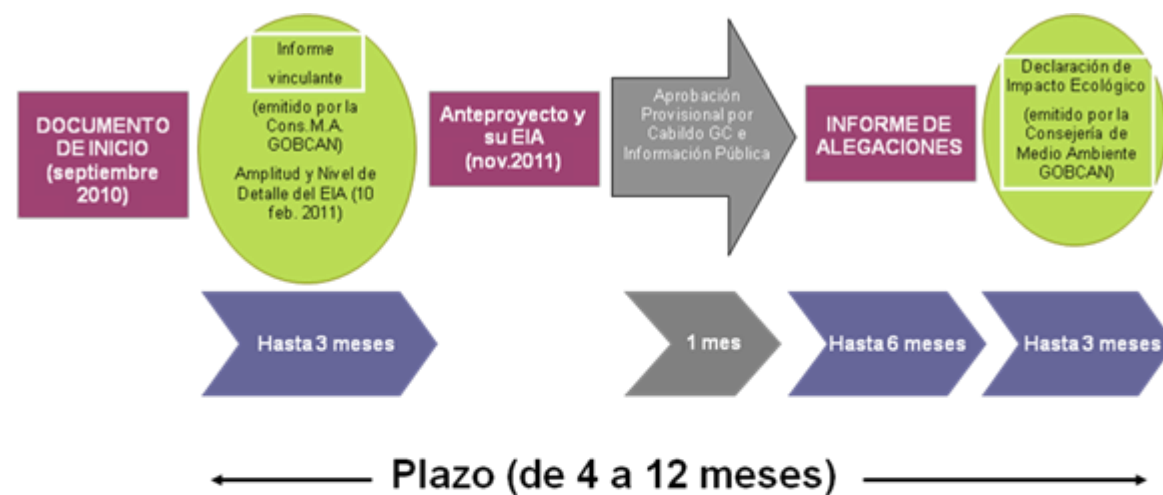 DOCUMENTO
DE INICIO
(septiembre
2010)
Informe
vinculante
(emitido por la
Cons.M.A.
GOBCAN)
Amplitud y Nivel de
Detalle del EIA (10
feb. 2011)
Anteproyecto y
su EIA
(nov.2011)
Aprobación
Provisional por
Cabildo GC e
Información Pública
INFORME DE
ALEGACIONES
Declaración de
Impacto Ecológico
(emitido por la
Consejería de
Medio Ambiente
GOBCAN)
Hasta 3 meses
1 mes
Hasta 6 meses
Hasta 3 meses
Plazo (de 4 a 12 meses)